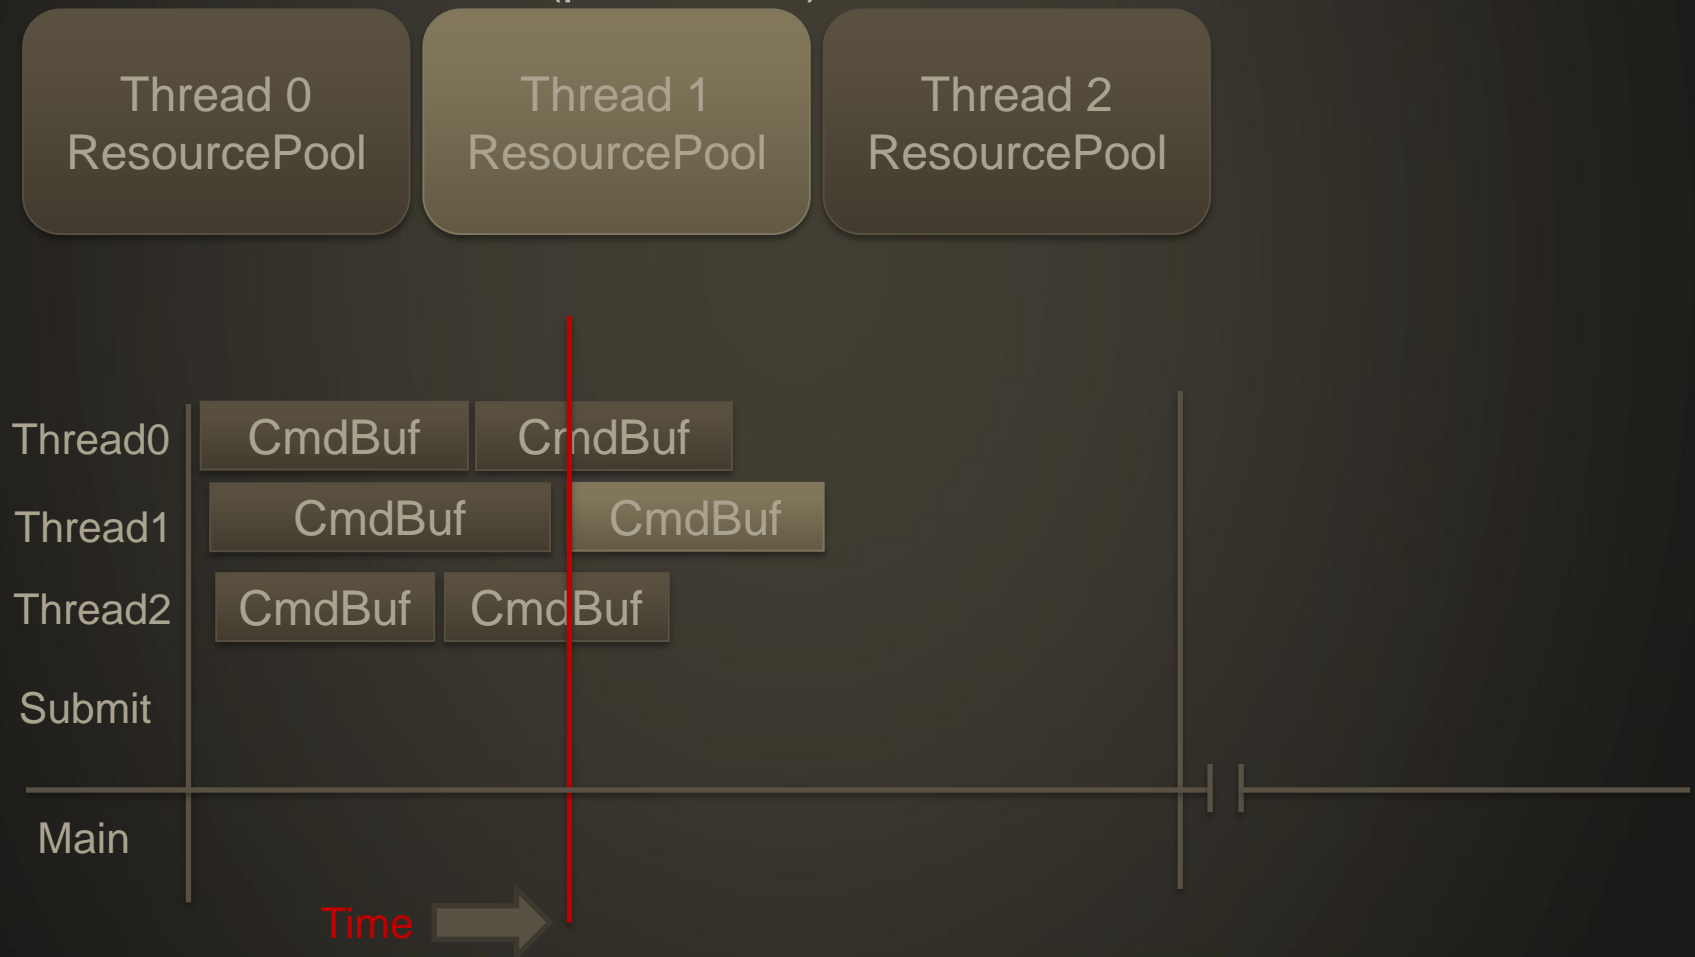 Thread 0
ResourcePool
Thread 1
ResourcePool
Thread 2
ResourcePool
Thread0
CmdBuf
CmdBuf
Thread1
CmdBuf
CmdBuf
Thread2
CmdBuf
CmdBuf
Submit
Main
Time